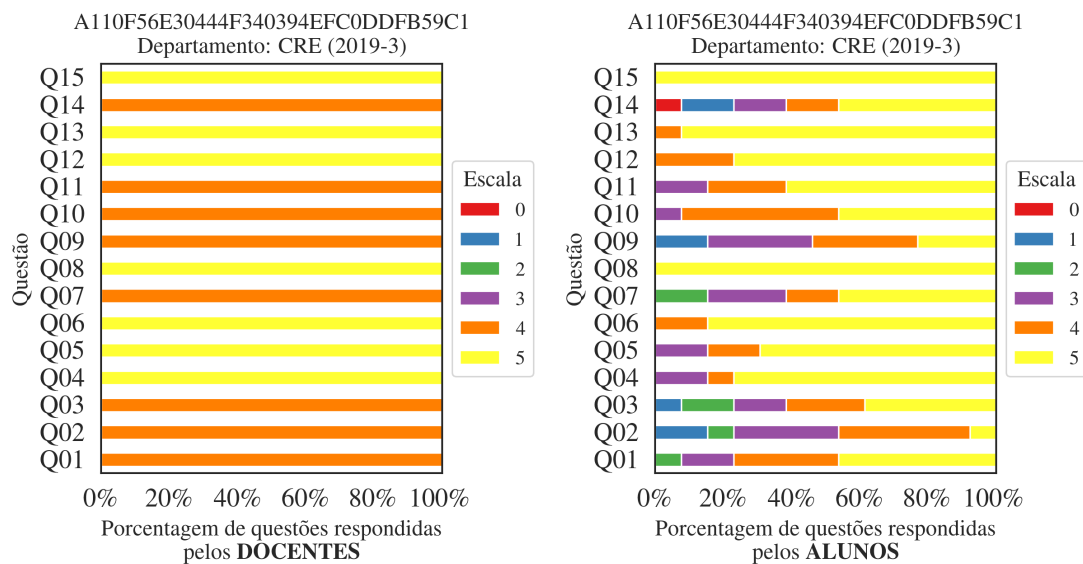 A110F56E30444F340394EFC0DDFB59C1
Departamento: CRE (2019-3)
Questão
Q15
Q14
Q13
Q12
Q11
Q10
Q09
Q08
Q07
Q06
Q05
Q04
Q03
Q02
Q01
0% 20% 40% 60% 80% 100%
Porcentagem de questões respondidas
pelos DOCENTES
Escala
0
1
2
3
4
5
A110F56E30444F340394EFC0DDFB59C1
Departamento: CRE (2019-3)
Questão
Q15
Q14
Q13
Q12
Q11
Q10
Q09
Q08
Q07
Q06
Q05
Q04
Q03
Q02
Q01
0% 20% 40% 60% 80% 100%
Porcentagem de questões respondidas
pelos ALUNOS
Escala
0
1
2
3
4
5